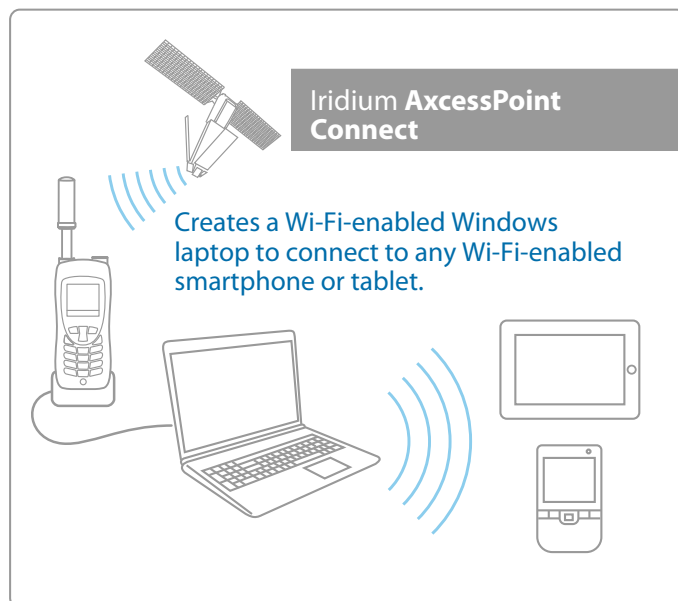 Iridium AxcessPoint
Connect
Creates a Wi-Fi-enabled Windows
laptop to connect to any Wi-Fi-enabled
smartphone or tablet.